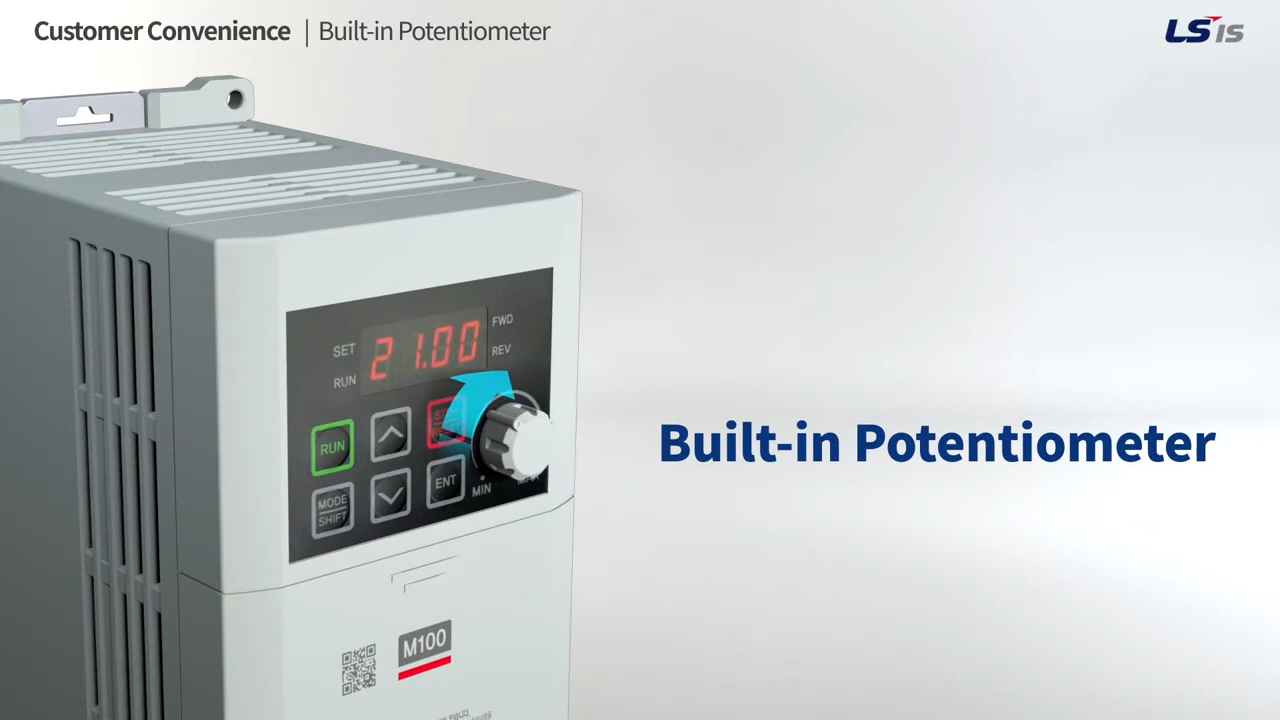 Customer Convenience | Built-in Potentiometer
LS is
SET
21.00
FWD
REV
RUN
RUN
ENT
MODE
SHIFT
MIN
Built-in Potentiometer
M100